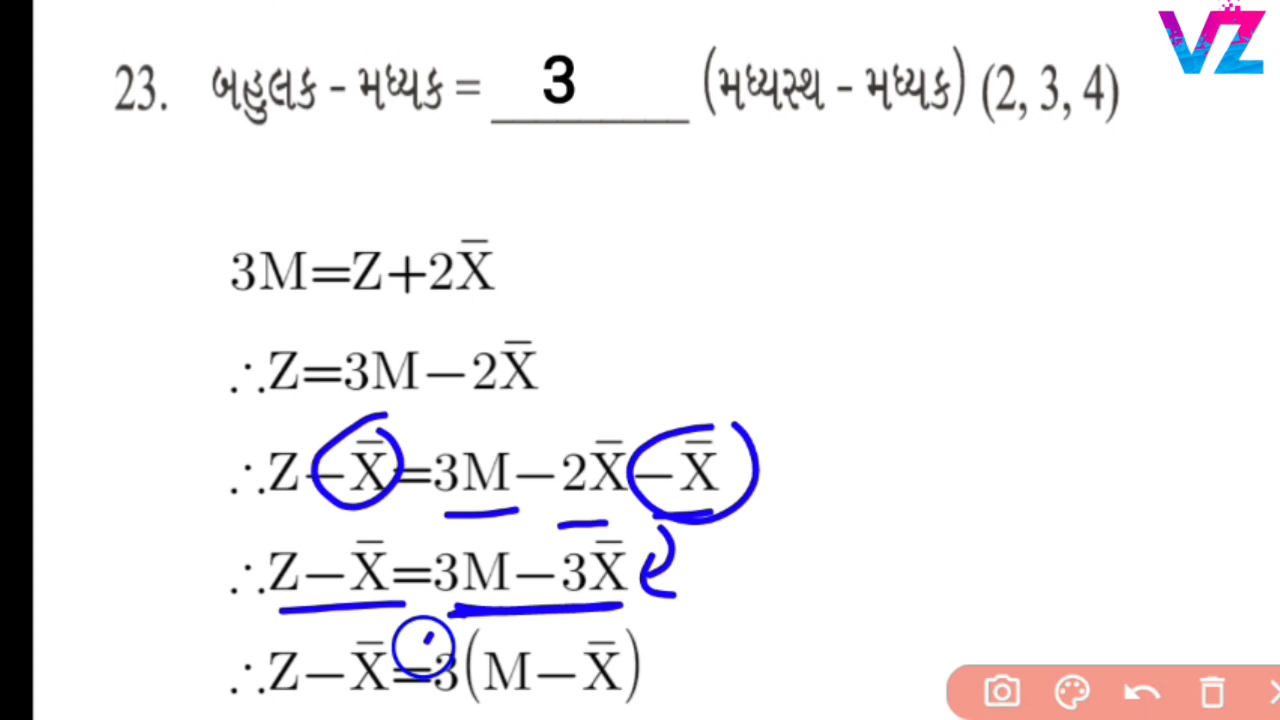 VZ
23. બહુલક - મધ્યક = 3 (મધ્યસ્થ - મધ્યક) (2, 3, 4)
3M=Z+2X̄
∴Z=3M−2X̄
∴Z−X̄=3M−2X̄−X̄
∴Z−X̄=3M−3X̄
∴Z−X̄=3(M−X̄)